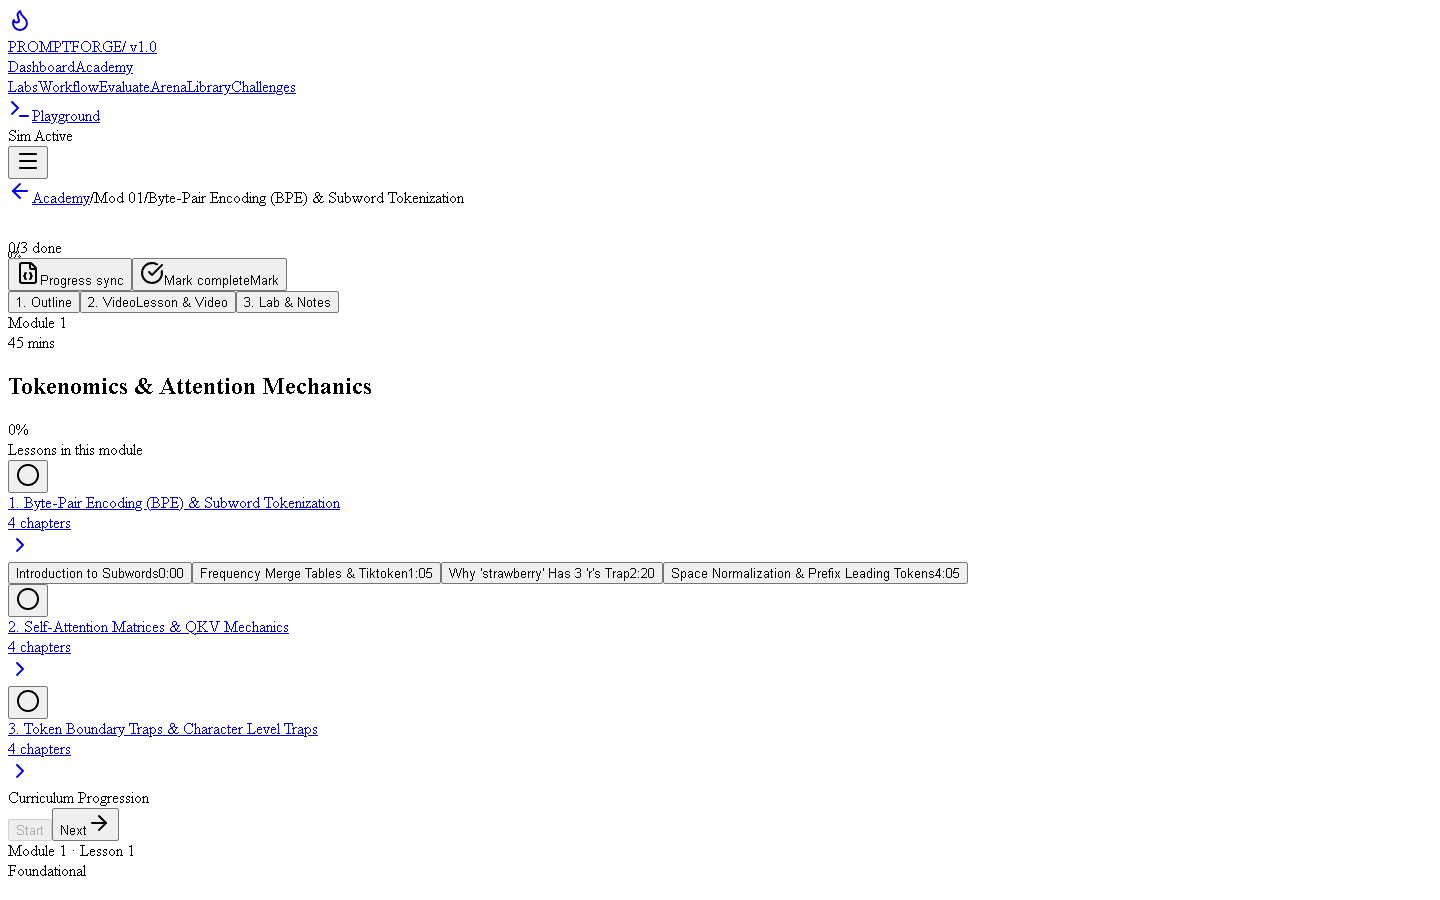 PROMPTFORGE/ v1.0
DashboardAcademy
LabsWorkflowEvaluateArenaLibraryChallenges
Playground
Sim Active
Academy/Mod 01/Byte-Pair Encoding (BPE) & Subword Tokenization
0/3 done
0%
Progress sync Mark completeMark
1. Outline 2. VideoLesson & Video 3. Lab & Notes
Module 1
45 mins
Tokenomics & Attention Mechanics
0%
Lessons in this module
1. Byte-Pair Encoding (BPE) & Subword Tokenization
4 chapters
Introduction to Subwords0:00 Frequency Merge Tables & Tiktoken1:05 Why 'strawberry' Has 3 'r's Trap2:20 Space Normalization & Prefix Leading Tokens4:05
2. Self-Attention Matrices & QKV Mechanics
4 chapters
3. Token Boundary Traps & Character Level Traps
4 chapters
Curriculum Progression
Start Next
Module 1 · Lesson 1
Foundational